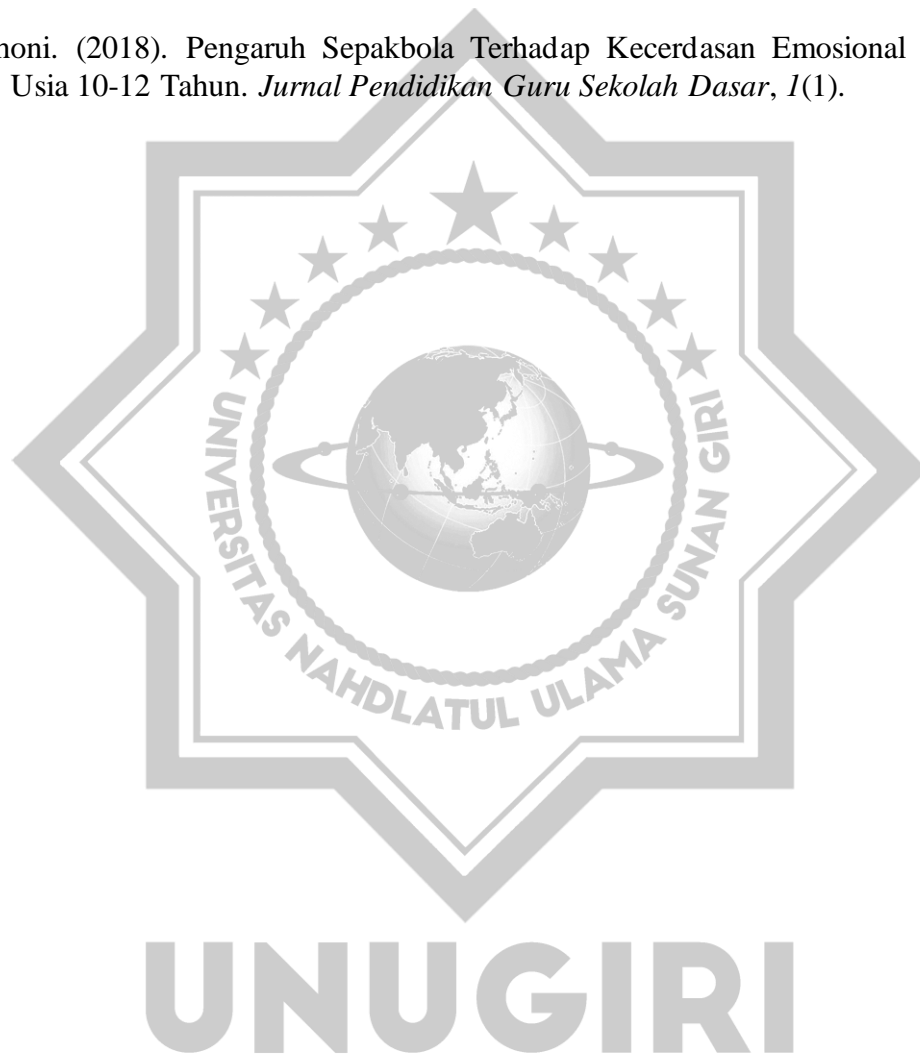 (2018). Pengaruh Sepakbola Terhadap Kecerdasan Emosional
Usia 10-12 Tahun. Jurnal Pendidikan Guru Sekolah Dasar, 1(1).
UNIVERSITAS NAHDLATUL ULAMA SUNAN GIRI
UNUGIRI